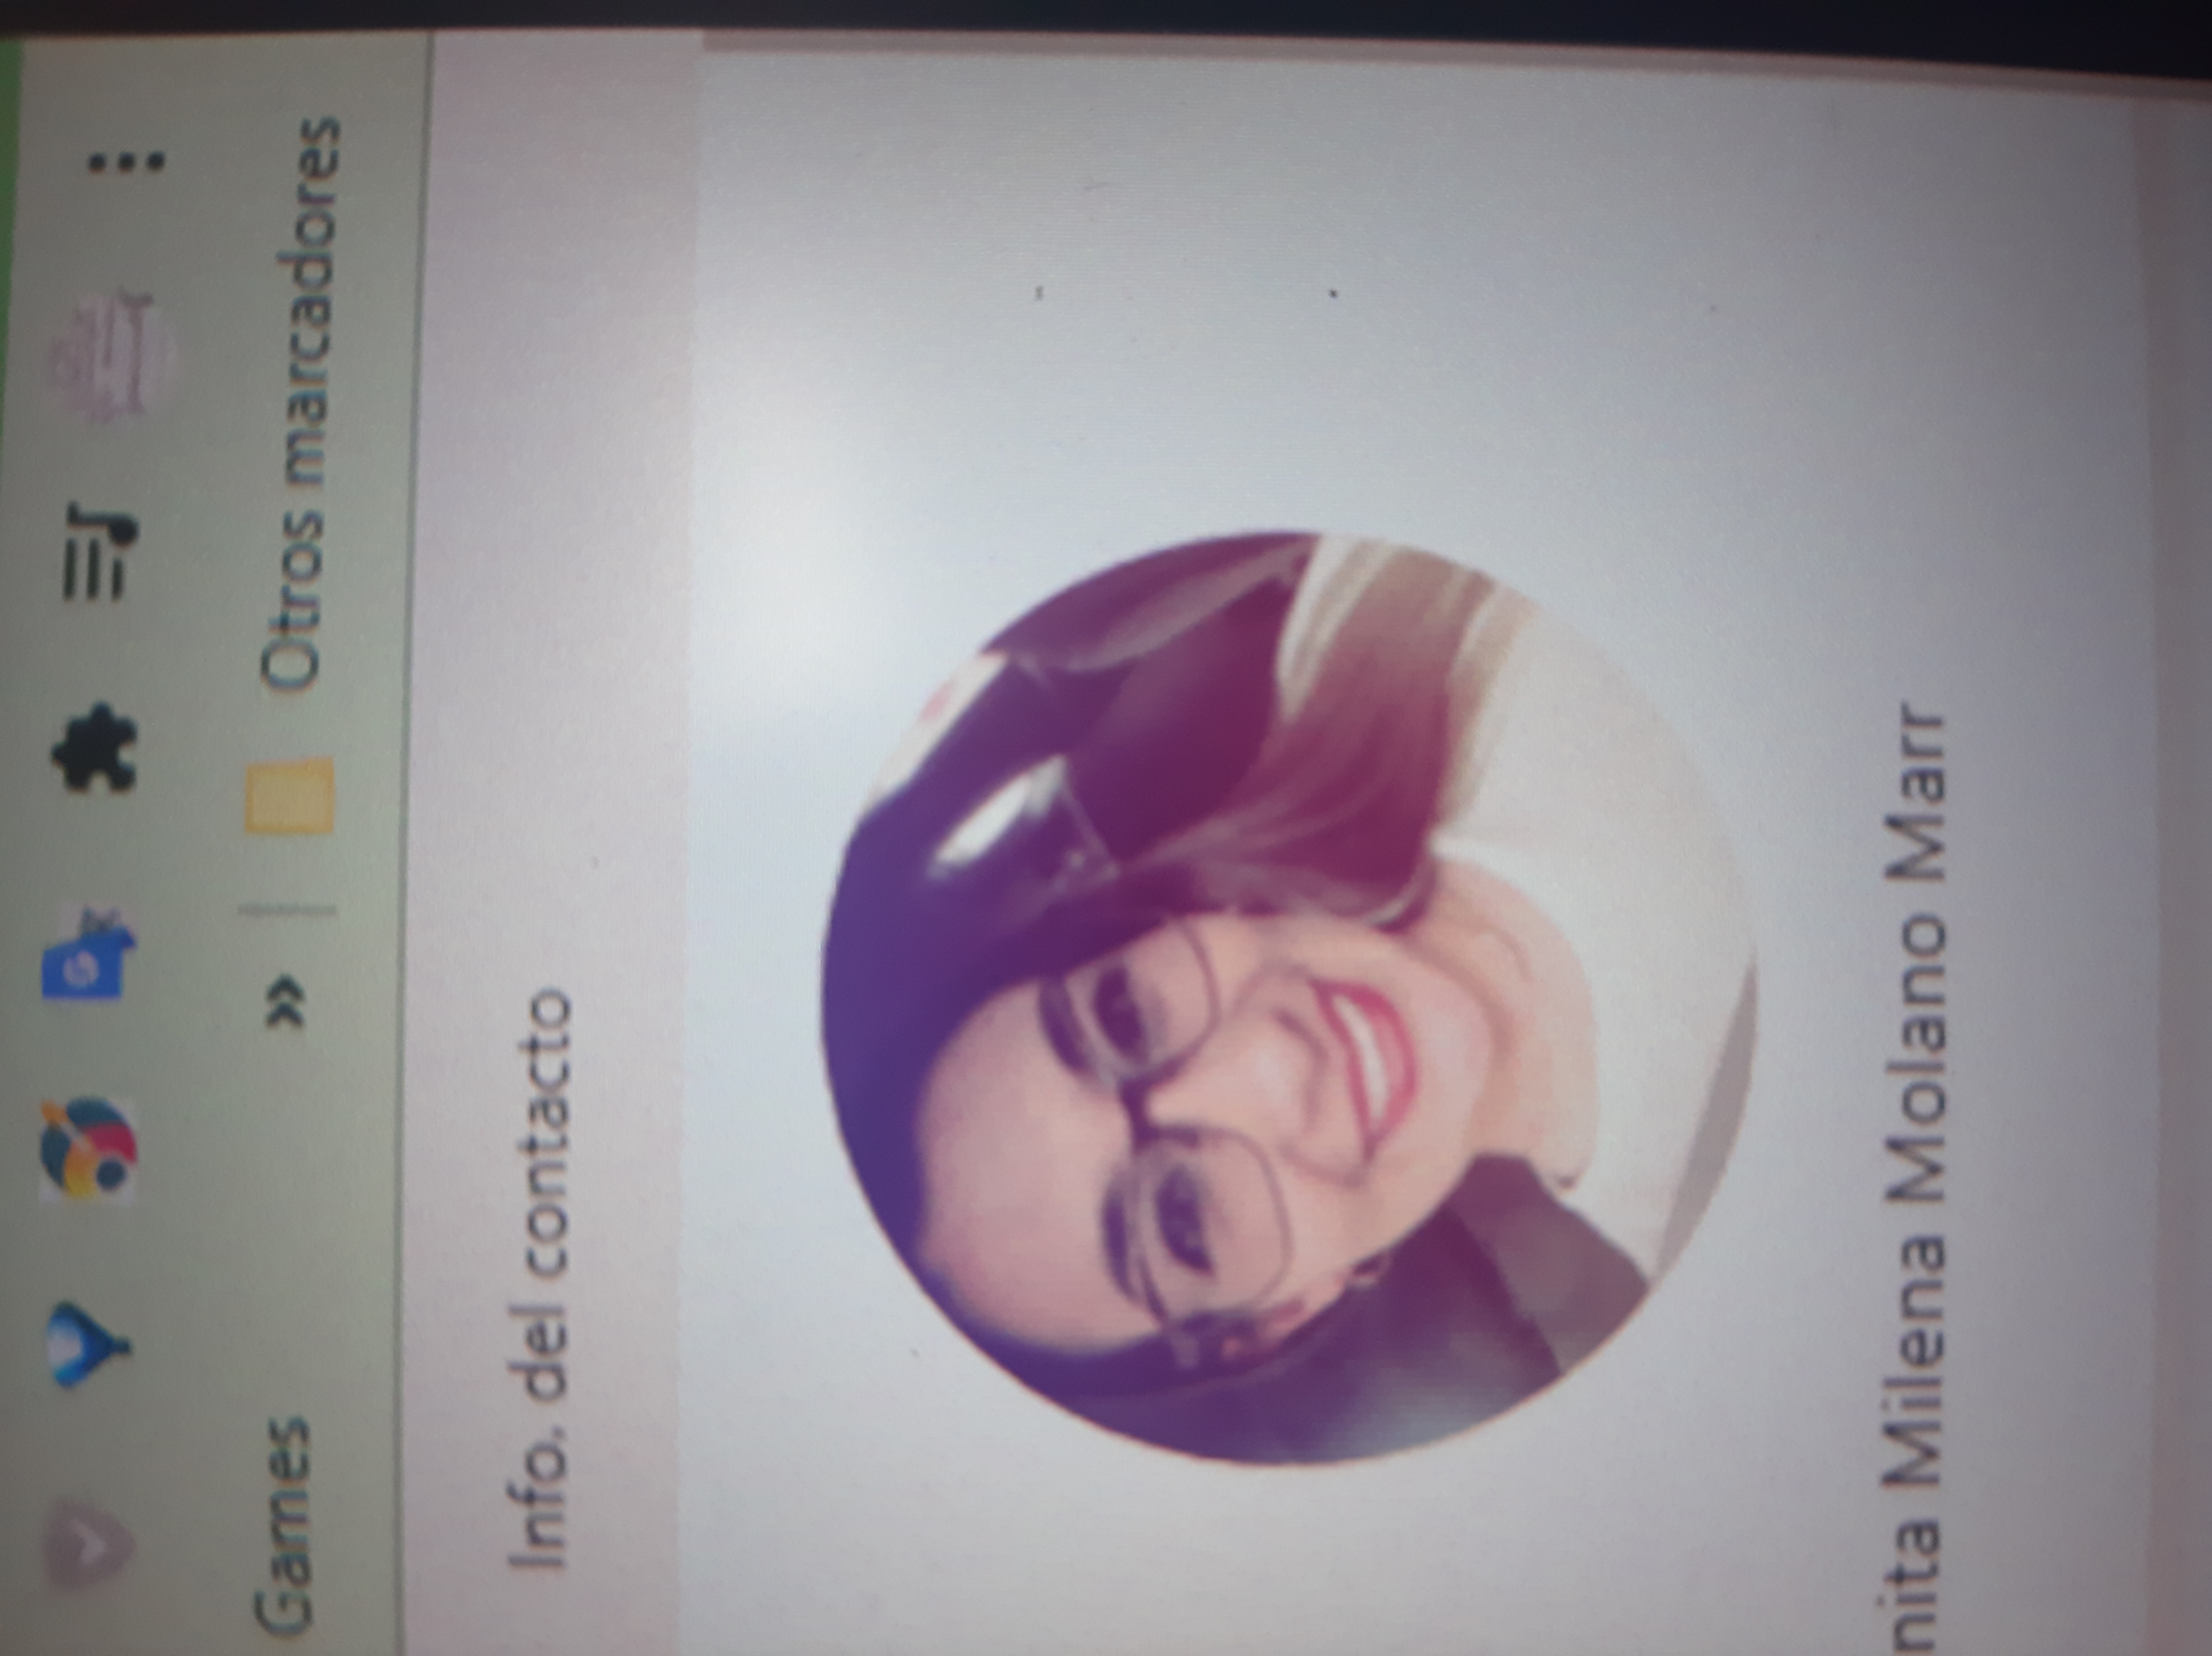 Games » Otros marcadores
Info. del contacto
nita Milena Molano Marr